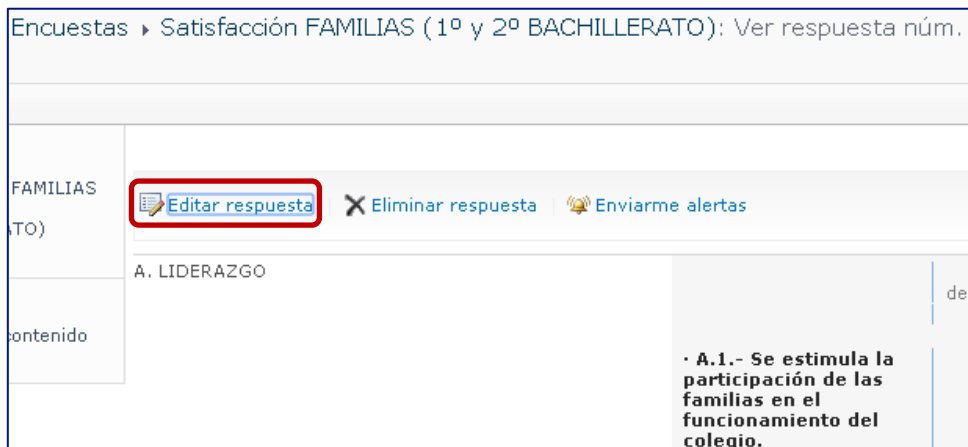 Encuestas ▸ Satisfacción FAMILIAS (1º y 2º BACHILLERATO): Ver respuesta núm.
FAMILIAS
ATO)
Editar respuesta Eliminar respuesta Enviarme alertas
A. LIDERAZGO
de
contenido
· A.1.- Se estimula la
participación de las
familias en el
funcionamiento del
colegio.